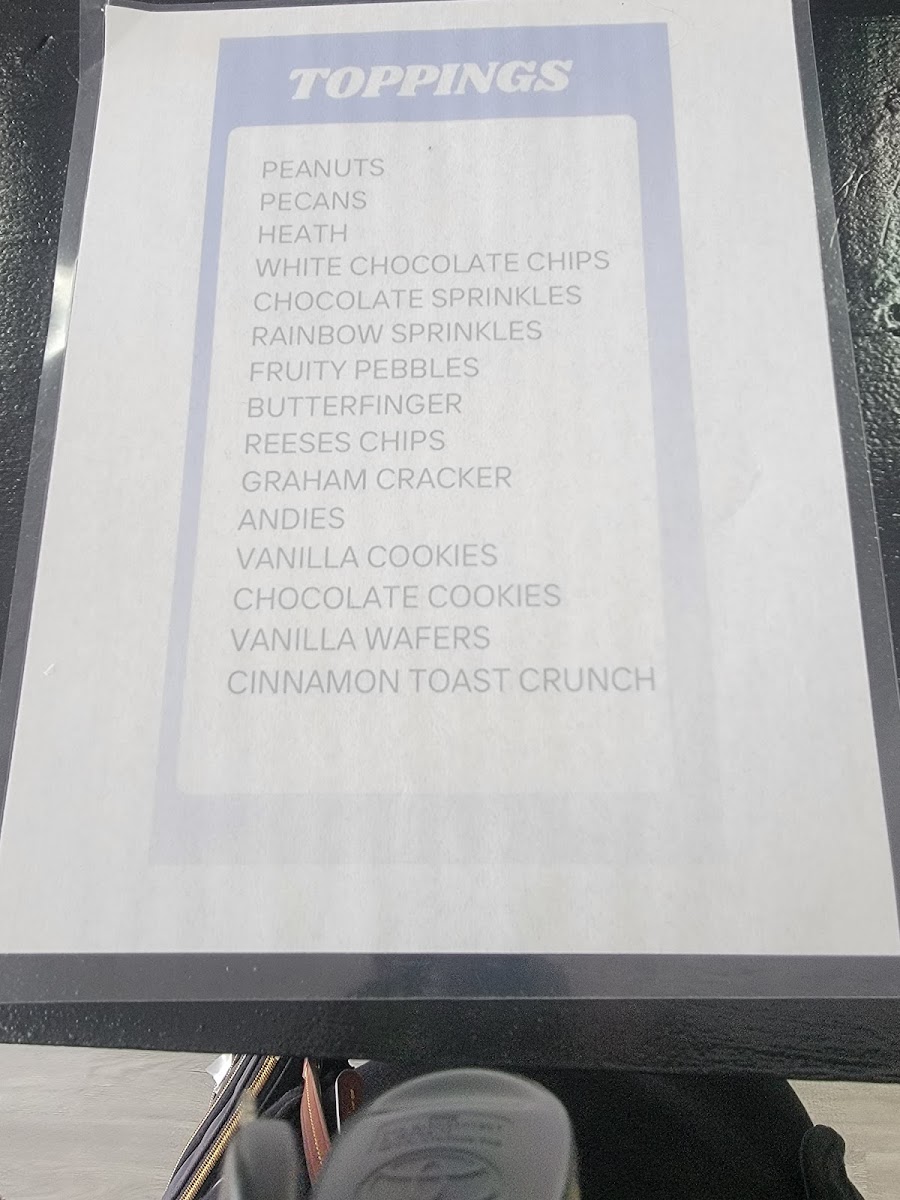 TOPPINGS
PEANUTS
PECANS
HEATH
WHITE CHOCOLATE CHIPS
CHOCOLATE SPRINKLES
RAINBOW SPRINKLES
FRUITY PEBBLES
BUTTERFINGER
REESES CHIPS
GRAHAM CRACKER
ANDIES
VANILLA COOKIES
CHOCOLATE COOKIES
VANILLA WAFERS
CINNAMON TOAST CRUNCH